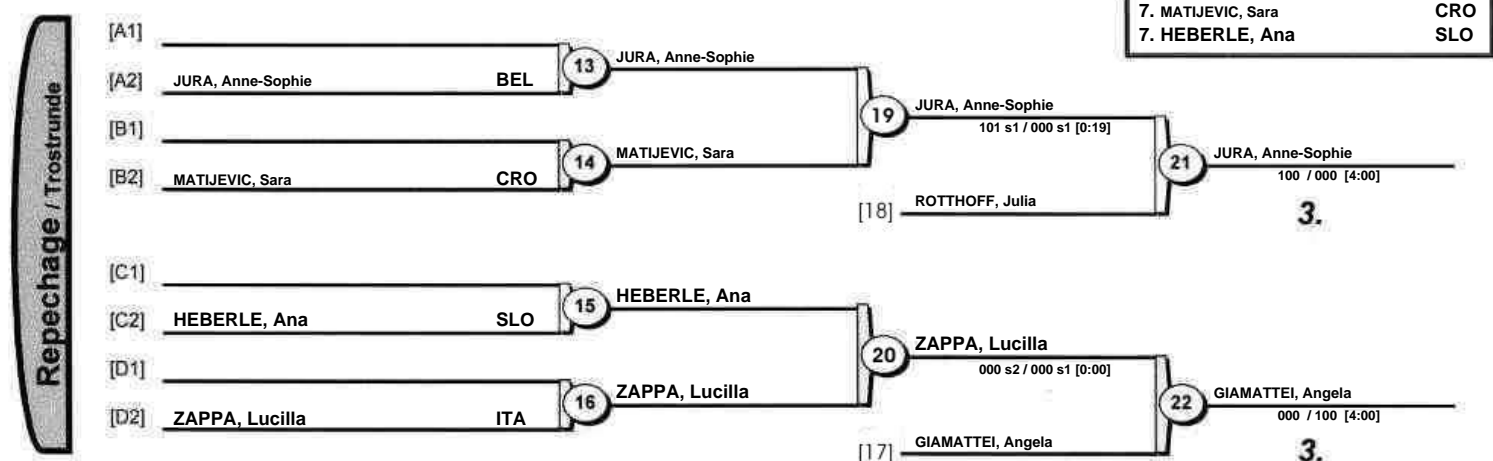 7. MATIJEVIC, Sara CRO
7. HEBERLE, Ana SLO
Repechage / Trostrunde
[A1]
[A2] JURA, Anne-Sophie BEL
13 JURA, Anne-Sophie
[B1]
[B2] MATIJEVIC, Sara CRO
14 MATIJEVIC, Sara
19 JURA, Anne-Sophie
101 s1 / 000 s1 [0:19]
[18] ROTTHOFF, Julia
21 JURA, Anne-Sophie
100 / 000 [4:00]
3.
[C1]
[C2] HEBERLE, Ana SLO
15 HEBERLE, Ana
[D1]
[D2] ZAPPA, Lucilla ITA
16 ZAPPA, Lucilla
20 ZAPPA, Lucilla
000 s2 / 000 s1 [0:00]
[17] GIAMATTEI, Angela
22 GIAMATTEI, Angela
000 / 100 [4:00]
3.